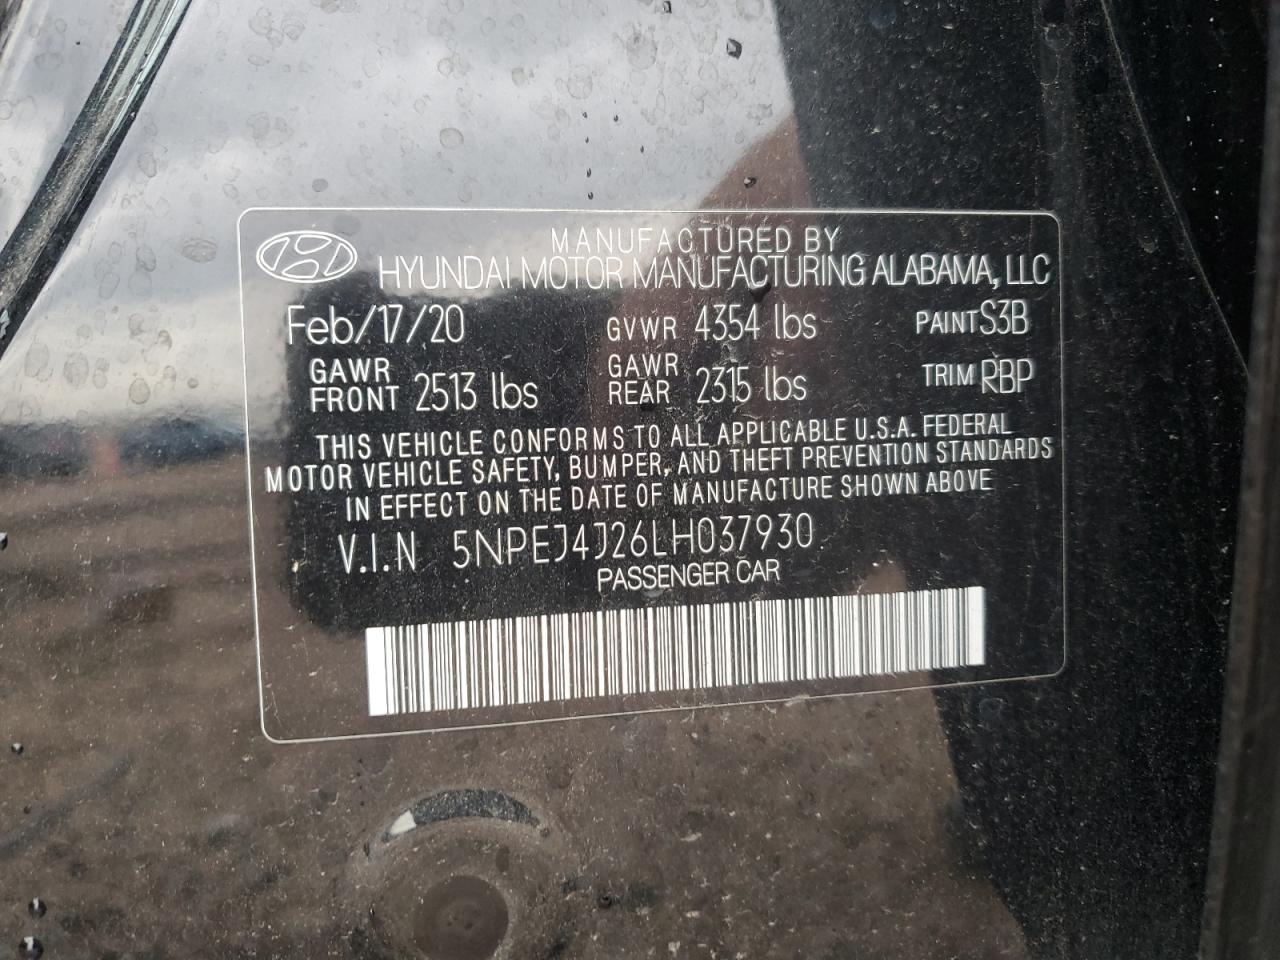 MANUFACTURED BY
HYUNDAI MOTOR MANUFACTURING ALABAMA, LLC
Feb/17/20 GVWR 4354 lbs PAINT S3B
GAWR FRONT 2513 lbs GAWR REAR 2315 lbs TRIM RBP
THIS VEHICLE CONFORMS TO ALL APPLICABLE U.S.A. FEDERAL
MOTOR VEHICLE SAFETY, BUMPER, AND THEFT PREVENTION STANDARDS
IN EFFECT ON THE DATE OF MANUFACTURE SHOWN ABOVE
V.I.N 5NPEJ4J26LH037930
PASSENGER CAR